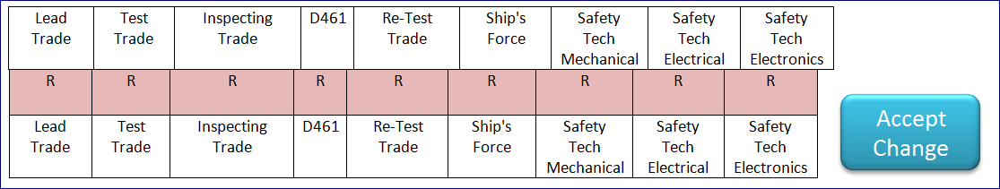 Lead Trade Test Trade Inspecting Trade D461 Re-Test Trade Ship's Force Safety Tech Mechanical Safety Tech Electrical Safety Tech Electronics
R R R R R R R R R
Lead Trade Test Trade Inspecting Trade D461 Re-Test Trade Ship's Force Safety Tech Mechanical Safety Tech Electrical Safety Tech Electronics
Accept
Change